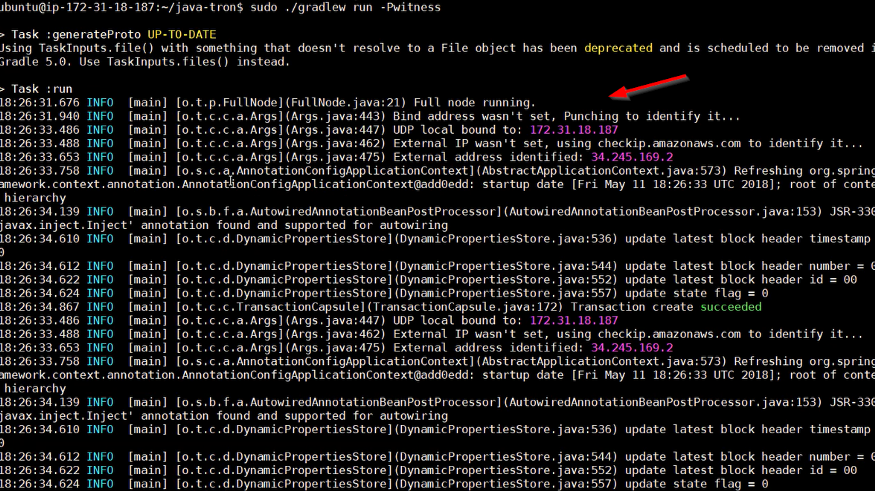 ubuntu@ip-172-31-18-187:~/java-tron$ sudo ./gradlew run -Pwitness
> Task :generateProto UP-TO-DATE
Using TaskInputs.file() with something that doesn't resolve to a File object has been deprecated and is scheduled to be removed i
Gradle 5.0. Use TaskInputs.files() instead.
> Task :run
18:26:31.676 INFO  [main] [o.t.p.FullNode](FullNode.java:21) Full node running.
18:26:31.940 INFO  [main] [o.t.c.c.a.Args](Args.java:443) Bind address wasn't set, Punching to identify it...
18:26:33.486 INFO  [main] [o.t.c.c.a.Args](Args.java:447) UDP local bound to: 172.31.18.187
18:26:33.488 INFO  [main] [o.t.c.c.a.Args](Args.java:462) External IP wasn't set, using checkip.amazonaws.com to identify it...
18:26:33.653 INFO  [main] [o.t.c.c.a.Args](Args.java:475) External address identified: 34.245.169.2
18:26:33.758 INFO  [main] [o.s.c.a.AnnotationConfigApplicationContext](AbstractApplicationContext.java:573) Refreshing org.spring
amework.context.annotation.AnnotationConfigApplicationContext@add0edd: startup date [Fri May 11 18:26:33 UTC 2018]; root of conte
hierarchy
18:26:34.139 INFO  [main] [o.s.b.f.a.AutowiredAnnotationBeanPostProcessor](AutowiredAnnotationBeanPostProcessor.java:153) JSR-330
javax.inject.Inject' annotation found and supported for autowiring
18:26:34.610 INFO  [main] [o.t.c.d.DynamicPropertiesStore](DynamicPropertiesStore.java:536) update latest block header timestamp
0
18:26:34.612 INFO  [main] [o.t.c.d.DynamicPropertiesStore](DynamicPropertiesStore.java:544) update latest block header number = 0
18:26:34.622 INFO  [main] [o.t.c.d.DynamicPropertiesStore](DynamicPropertiesStore.java:552) update latest block header id = 00
18:26:34.624 INFO  [main] [o.t.c.d.DynamicPropertiesStore](DynamicPropertiesStore.java:557) update state flag = 0
18:26:34.867 INFO  [main] [o.t.c.c.TransactionCapsule](TransactionCapsule.java:172) Transaction create succeeded
18:26:33.486 INFO  [main] [o.t.c.c.a.Args](Args.java:447) UDP local bound to: 172.31.18.187
18:26:33.488 INFO  [main] [o.t.c.c.a.Args](Args.java:462) External IP wasn't set, using checkip.amazonaws.com to identify it...
18:26:33.653 INFO  [main] [o.t.c.c.a.Args](Args.java:475) External address identified: 34.245.169.2
18:26:33.758 INFO  [main] [o.s.c.a.AnnotationConfigApplicationContext](AbstractApplicationContext.java:573) Refreshing org.spring
amework.context.annotation.AnnotationConfigApplicationContext@add0edd: startup date [Fri May 11 18:26:33 UTC 2018]; root of conte
hierarchy
18:26:34.139 INFO  [main] [o.s.b.f.a.AutowiredAnnotationBeanPostProcessor](AutowiredAnnotationBeanPostProcessor.java:153) JSR-330
javax.inject.Inject' annotation found and supported for autowiring
18:26:34.610 INFO  [main] [o.t.c.d.DynamicPropertiesStore](DynamicPropertiesStore.java:536) update latest block header timestamp
0
18:26:34.612 INFO  [main] [o.t.c.d.DynamicPropertiesStore](DynamicPropertiesStore.java:544) update latest block header number = 0
18:26:34.622 INFO  [main] [o.t.c.d.DynamicPropertiesStore](DynamicPropertiesStore.java:552) update latest block header id = 00
18:26:34.624 INFO  [main] [o.t.c.d.DynamicPropertiesStore](DynamicPropertiesStore.java:557) update state flag = 0